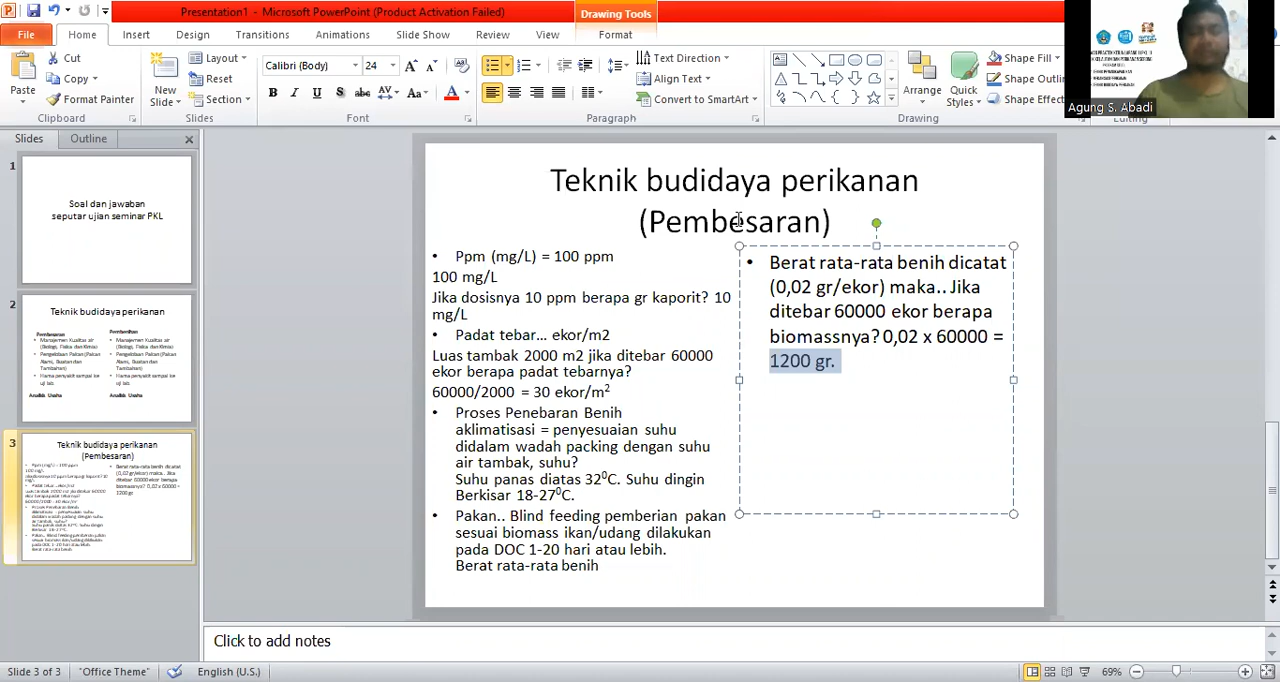 Presentation1 - Microsoft PowerPoint (Product Activation Failed)
Drawing Tools
File Home Insert Design Transitions Animations Slide Show Review View Format
Paste
Cut
Copy
Format Painter
Clipboard
New Slide
Layout
Reset
Section
Slides
Calibri (Body) 24
B I U S abc AV Aa A
Font
Text Direction
Align Text
Convert to SmartArt
Paragraph
Arrange
Quick Styles
Shape Fill
Shape Outli
Shape Effect
Drawing
Agung S. Abadi
Slides Outline
1
Soal dan jawaban
seputar ujian seminar PKL
2
Teknik budidaya perikanan
3
Teknik budidaya perikanan
(Pembesaran)
Teknik budidaya perikanan
(Pembesaran)
• Ppm (mg/L) = 100 ppm
100 mg/L
Jika dosisnya 10 ppm berapa gr kaporit? 10
mg/L
• Padat tebar... ekor/m2
Luas tambak 2000 m2 jika ditebar 60000
ekor berapa padat tebarnya?
60000/2000 = 30 ekor/m²
• Proses Penebaran Benih
aklimatisasi = penyesuaian suhu
didalam wadah packing dengan suhu
air tambak, suhu?
Suhu panas diatas 32⁰C. Suhu dingin
Berkisar 18-27⁰C.
• Pakan.. Blind feeding pemberian pakan
sesuai biomass ikan/udang dilakukan
pada DOC 1-20 hari atau lebih.
Berat rata-rata benih
• Berat rata-rata benih dicatat
(0,02 gr/ekor) maka.. Jika
ditebar 60000 ekor berapa
biomassnya? 0,02 x 60000 =
1200 gr.
Click to add notes
Slide 3 of 3 "Office Theme" English (U.S.) 69%